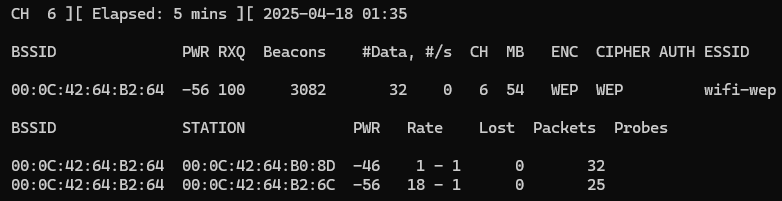 CH  6 ][ Elapsed: 5 mins ][ 2025-04-18 01:35
BSSID              PWR RXQ  Beacons    #Data, #/s  CH  MB   ENC  CIPHER AUTH ESSID
00:0C:42:64:B2:64  -56 100     3082       32    0   6  54   WEP  WEP         wifi-wep
BSSID              STATION            PWR   Rate    Lost  Packets  Probes
00:0C:42:64:B2:64  00:0C:42:64:B0:8D  -46    1 - 1      0       32
00:0C:42:64:B2:64  00:0C:42:64:B2:6C  -56   18 - 1      0       25